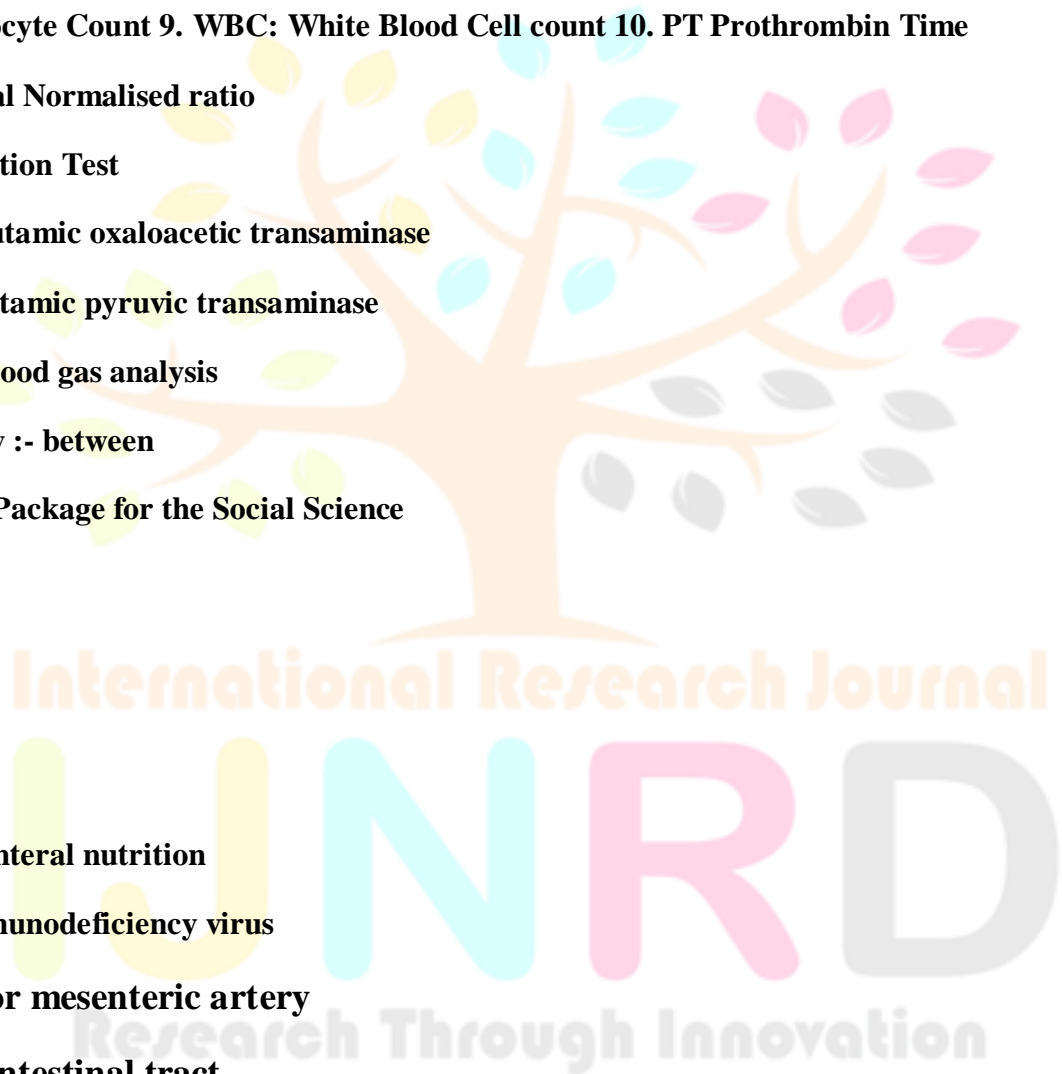 ocyte Count 9. WBC: White Blood Cell count 10. PT Prothrombin Time
al Normalised ratio
tion Test
utamic oxaloacetic transaminase
tamic pyruvic transaminase
ood gas analysis
y :- between
Package for the Social Science
International Research Journal
IJNRD
nteral nutrition
munodeficiency virus
or mesenteric artery
Research Through Innovation
ntestinal tract